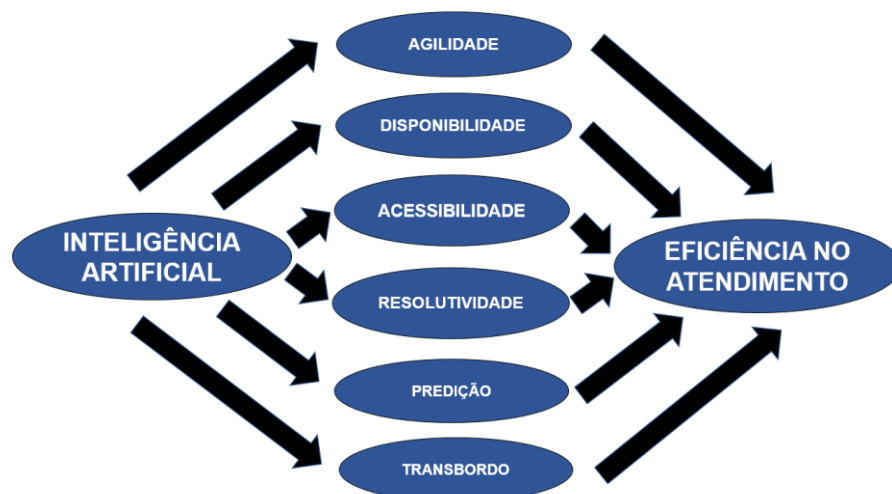 AGILIDADE
DISPONIBILIDADE
ACESSIBILIDADE
INTELIGÊNCIA
ARTIFICIAL
EFICIÊNCIA NO
ATENDIMENTO
RESOLUTIVIDADE
PREDIÇÃO
TRANSBORDO